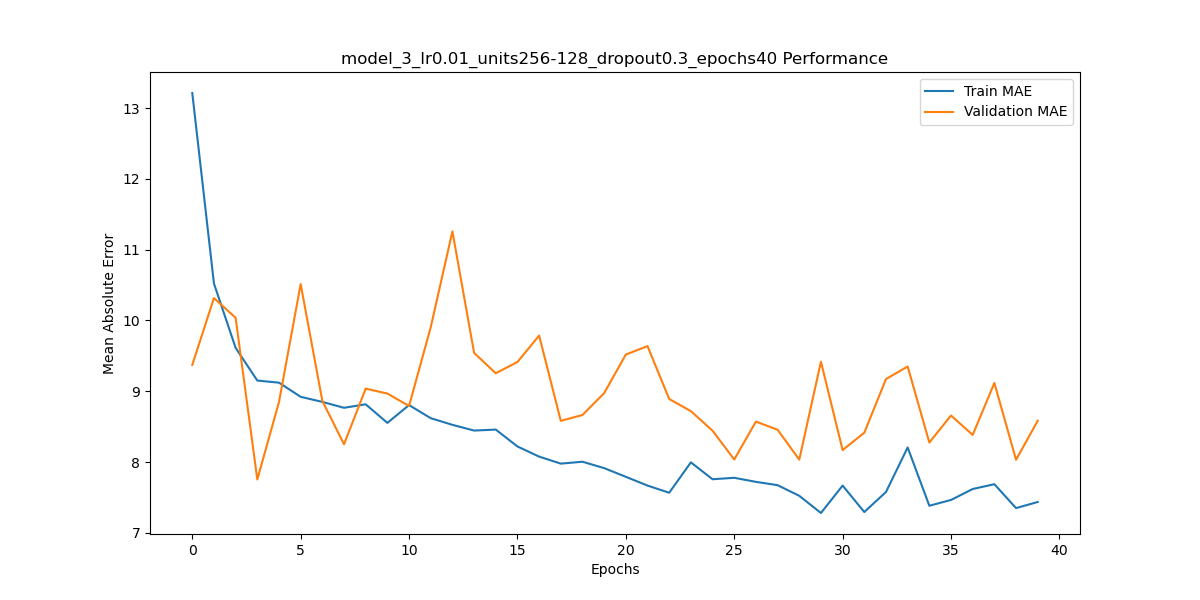 model_3_lr0.01_units256-128_dropout0.3_epochs40 Performance
Train MAE
Validation MAE
13
12
11
10
9
8
7
Mean Absolute Error
0 5 10 15 20 25 30 35 40
Epochs